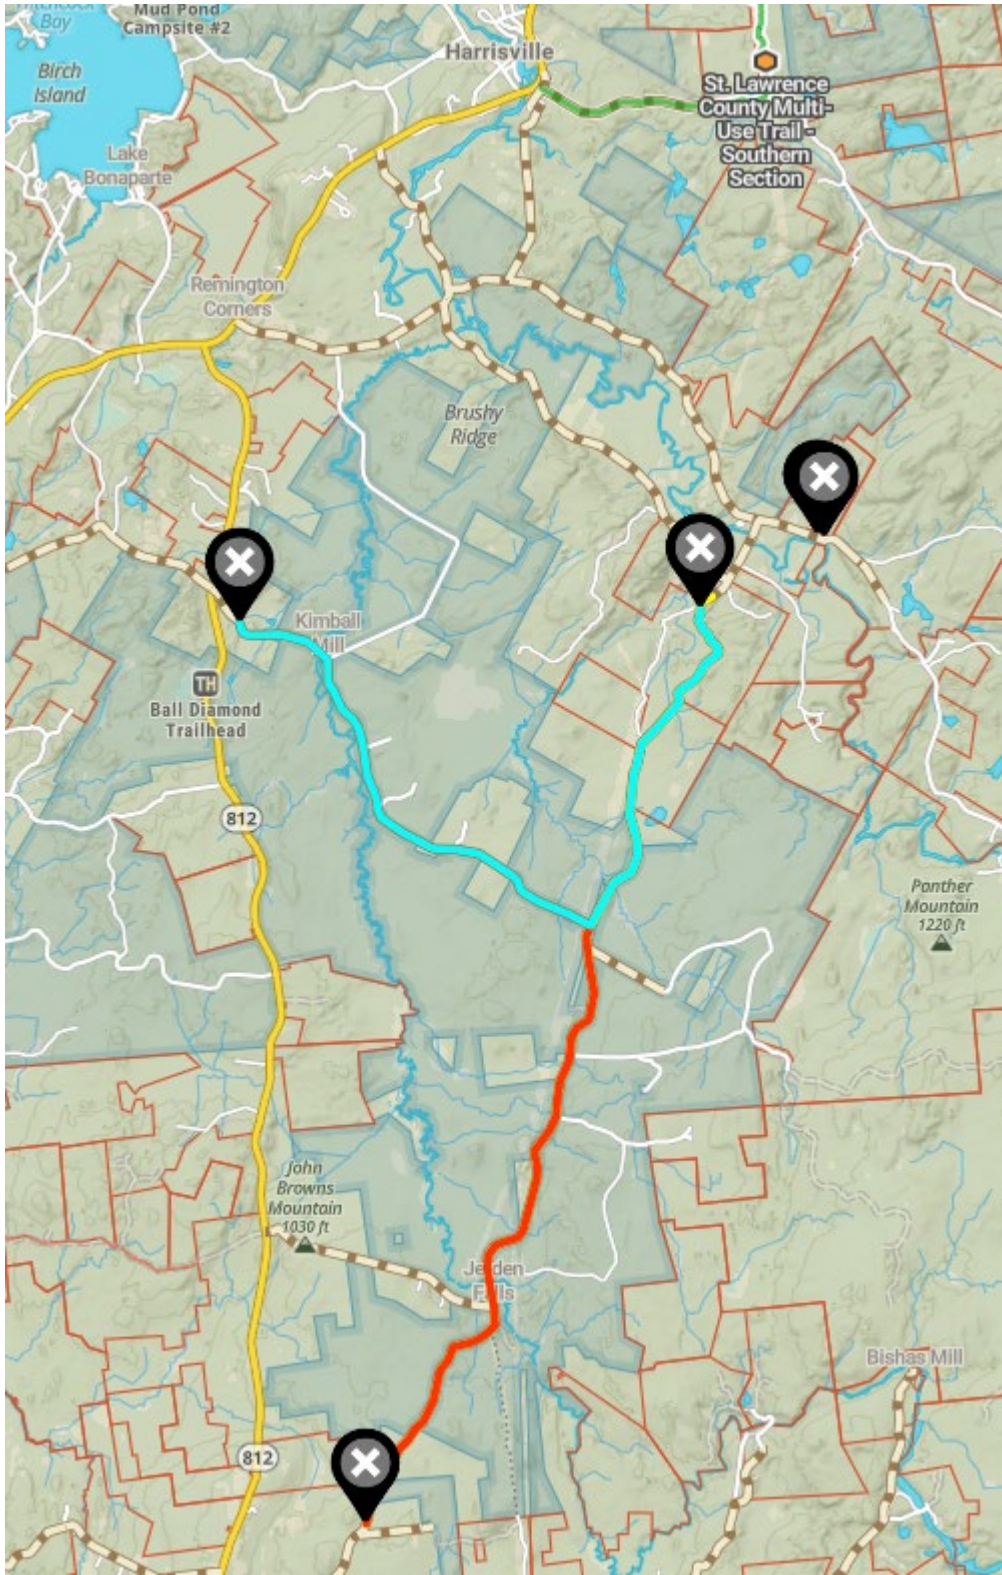 Bay
Mud Pond
Campsite #2
Harrisville
Birch
Island
St. Lawrence
County Multi-
Use Trail -
Southern
Section
Lake
Bonaparte
Remington
Corners
Brushy
Ridge
Kimball
Mill
TH
Ball Diamond
Trailhead
812
Panther
Mountain
1220 ft
John
Browns
Mountain
1030 ft
Jerden
Falls
Bishas Mill
812